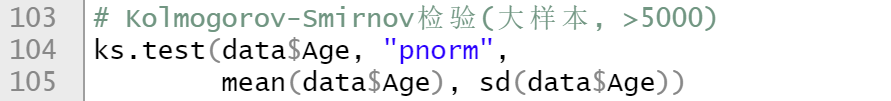 103 # Kolmogorov-Smirnov检验(大样本, >5000)
104 ks.test(data$Age, "pnorm",
105         mean(data$Age), sd(data$Age))